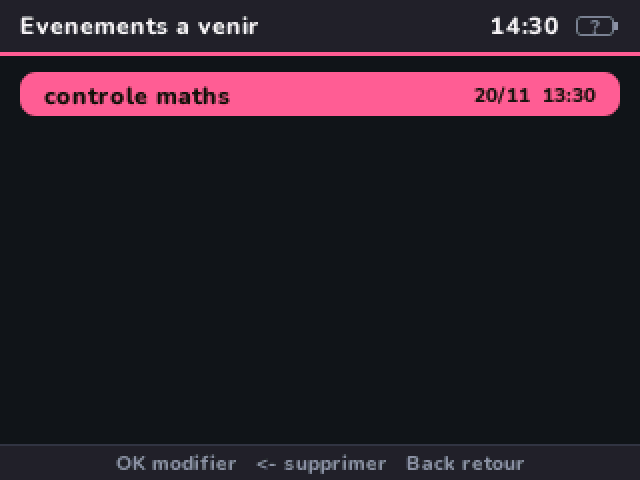 Evenements a venir 14:30 ?
controle maths 20/11 13:30
OK modifier <- supprimer Back retour